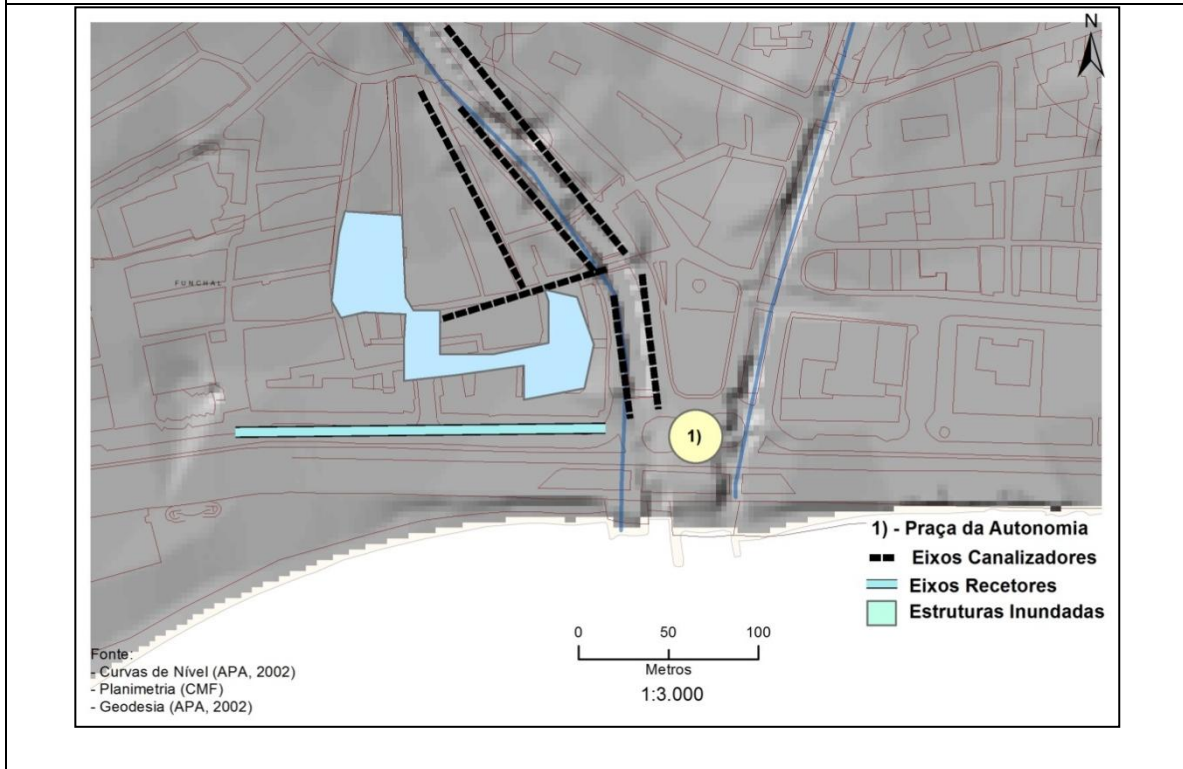 N
FUNCHAL
1)
1) - Praça da Autonomia
Eixos Canalizadores
Eixos Recetores
Estruturas Inundadas
0 50 100
Metros
1:3.000
Fonte:
- Curvas de Nível (APA, 2002)
- Planimetria (CMF)
- Geodesia (APA, 2002)